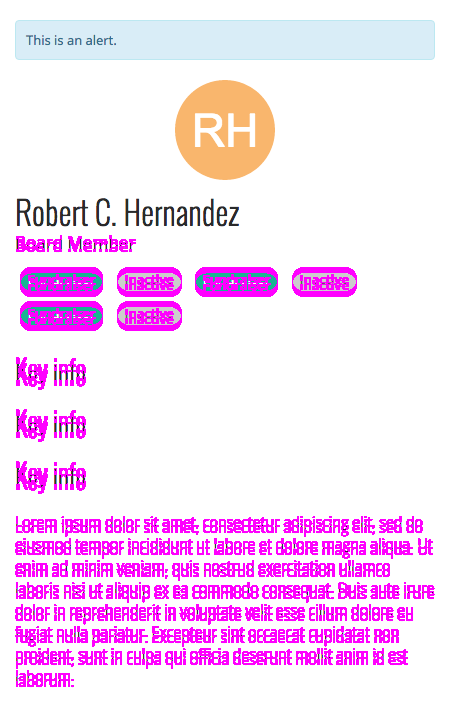 This is an alert.
RH
Robert C. Hernandez
Board Member
Inactive Inactive
Inactive
Key info
Key info
Key info
Lorem ipsum dolor sit amet, consectetur adipiscing elit, sed do
eiusmod tempor incididunt ut labore et dolore magna aliqua. Ut
enim ad minim veniam, quis nostrud exercitation ullamco
laboris nisi ut aliquip ex ea commodo consequat. Duis aute irure
dolor in reprehenderit in voluptate velit esse cillum dolore eu
fugiat nulla pariatur. Excepteur sint occaecat cupidatat non
proident, sunt in culpa qui officia deserunt mollit anim id est
laborum.